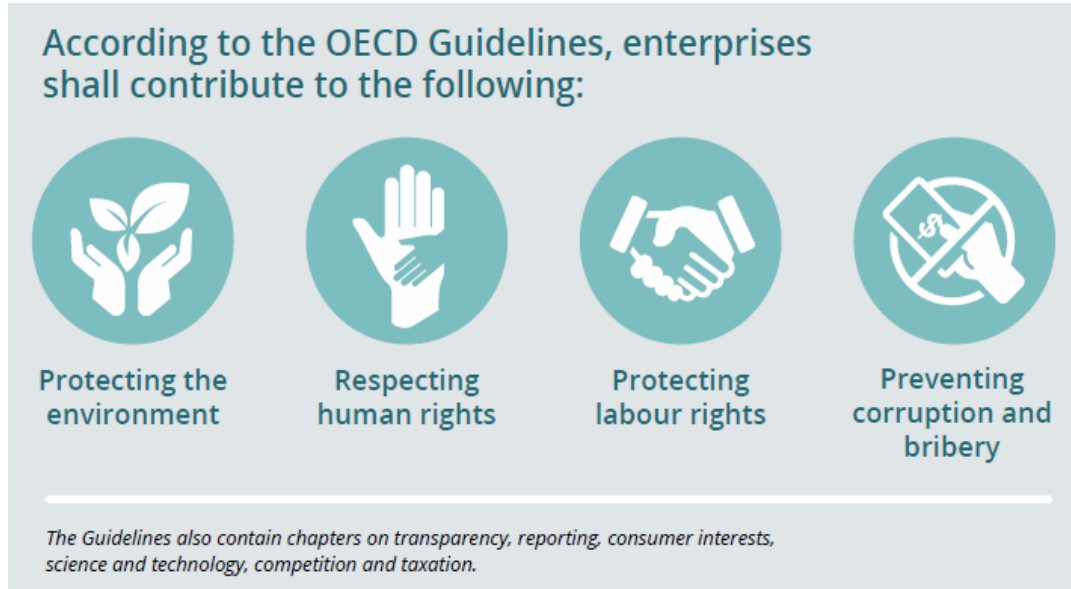 According to the OECD Guidelines, enterprises
shall contribute to the following:
Protecting the
environment
Respecting
human rights
Protecting
labour rights
Preventing
corruption and
bribery
The Guidelines also contain chapters on transparency, reporting, consumer interests,
science and technology, competition and taxation.